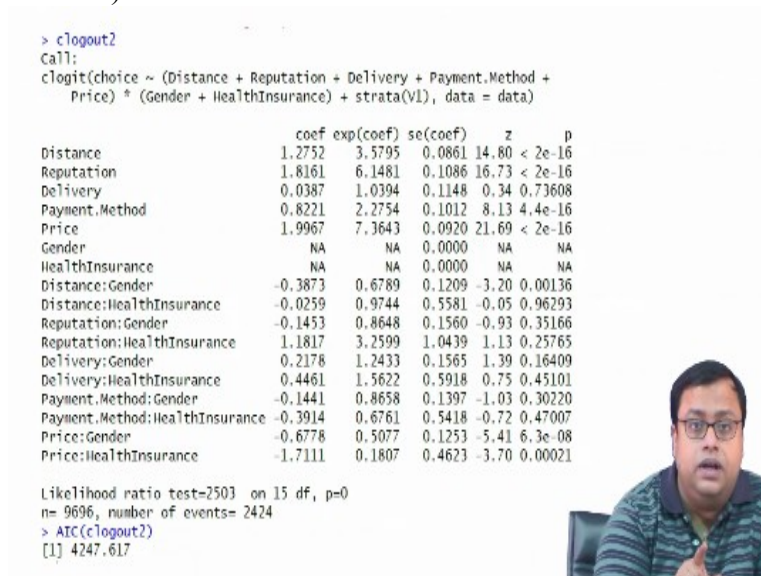 > clogout2
Call:
clogit(choice ~ (Distance + Reputation + Delivery + Payment.Method +
    Price) * (Gender + HealthInsurance) + strata(V1), data = data)
coef exp(coef) se(coef) z p
Distance 1.2752 3.5795 0.0861 14.80 < 2e-16
Reputation 1.8161 6.1481 0.1086 16.73 < 2e-16
Delivery 0.0387 1.0394 0.1148 0.34 0.73608
Payment.Method 0.8221 2.2754 0.1012 8.13 4.4e-16
Price 1.9967 7.3643 0.0920 21.69 < 2e-16
Gender NA NA 0.0000 NA NA
HealthInsurance NA NA 0.0000 NA NA
Distance:Gender -0.3873 0.6789 0.1209 -3.20 0.00136
Distance:HealthInsurance -0.0259 0.9744 0.5581 -0.05 0.96293
Reputation:Gender -0.1453 0.8648 0.1560 -0.93 0.35166
Reputation:HealthInsurance 1.1817 3.2599 1.0439 1.13 0.25765
Delivery:Gender 0.2178 1.2433 0.1565 1.39 0.16409
Delivery:HealthInsurance 0.4461 1.5622 0.5918 0.75 0.45101
Payment.Method:Gender -0.1441 0.8658 0.1397 -1.03 0.30220
Payment.Method:HealthInsurance -0.3914 0.6761 0.5418 -0.72 0.47007
Price:Gender -0.6778 0.5077 0.1253 -5.41 6.3e-08
Price:HealthInsurance -1.7111 0.1807 0.4623 -3.70 0.00021
Likelihood ratio test=2503 on 15 df, p=0
n= 9696, number of events= 2424
> AIC(clogout2)
[1] 4247.617